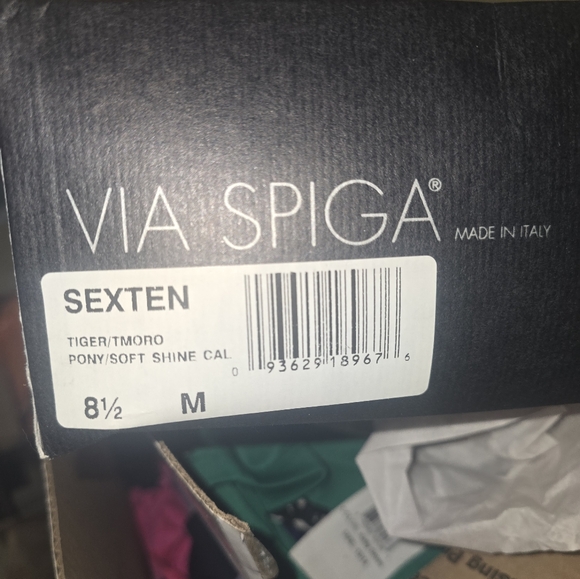 VIA SPIGA®
MADE IN ITALY
SEXTEN
TIGER/TMORO
PONY/SOFT SHINE CAL
0 93629 18967 6
8½ M